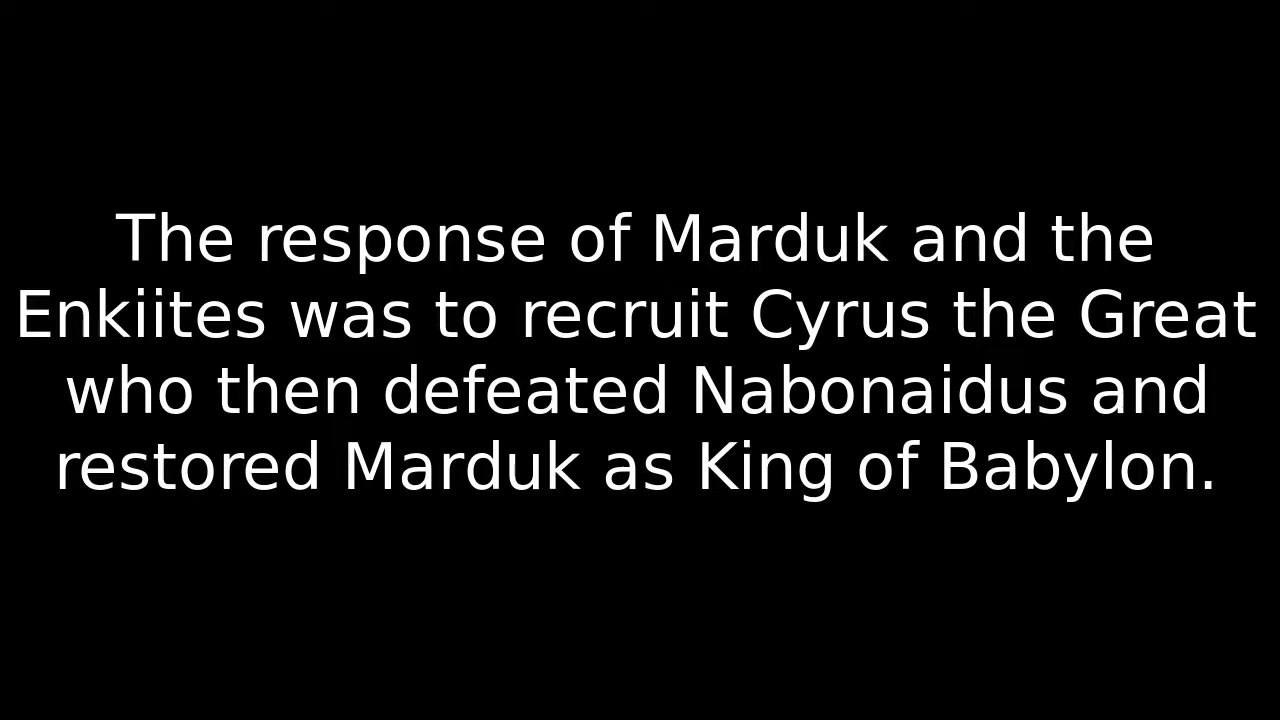 The response of Marduk and the
Enkiites was to recruit Cyrus the Great
who then defeated Nabonaidus and
restored Marduk as King of Babylon.